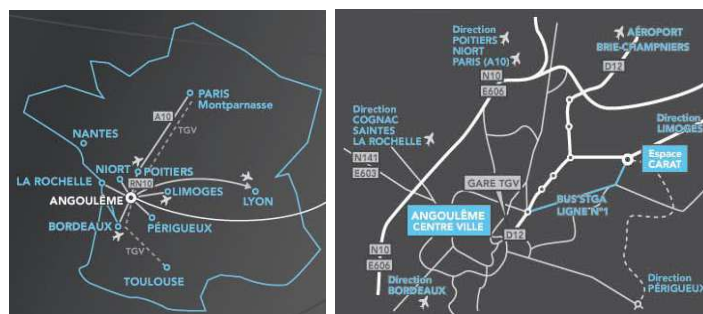 PARIS
Montparnasse
A10
TGV
NANTES
NIORT
POITIERS
LA ROCHELLE
RN10
LIMOGES
ANGOULÊME
LYON
BORDEAUX
PÉRIGUEUX
TGV
TOULOUSE
Direction
POITIERS
NIORT
PARIS (A10)
AÉROPORT
BRIE-CHAMPNIERS
D12
N10
E606
Direction
COGNAC
SAINTES
LA ROCHELLE
Direction
LIMOGES
N141
E603
Espace
CARAT
GARE TGV
BUS STGA
LIGNE N°1
ANGOULÊME
CENTRE VILLE
D12
N10
E606
Direction
BORDEAUX
Direction
PÉRIGUEUX